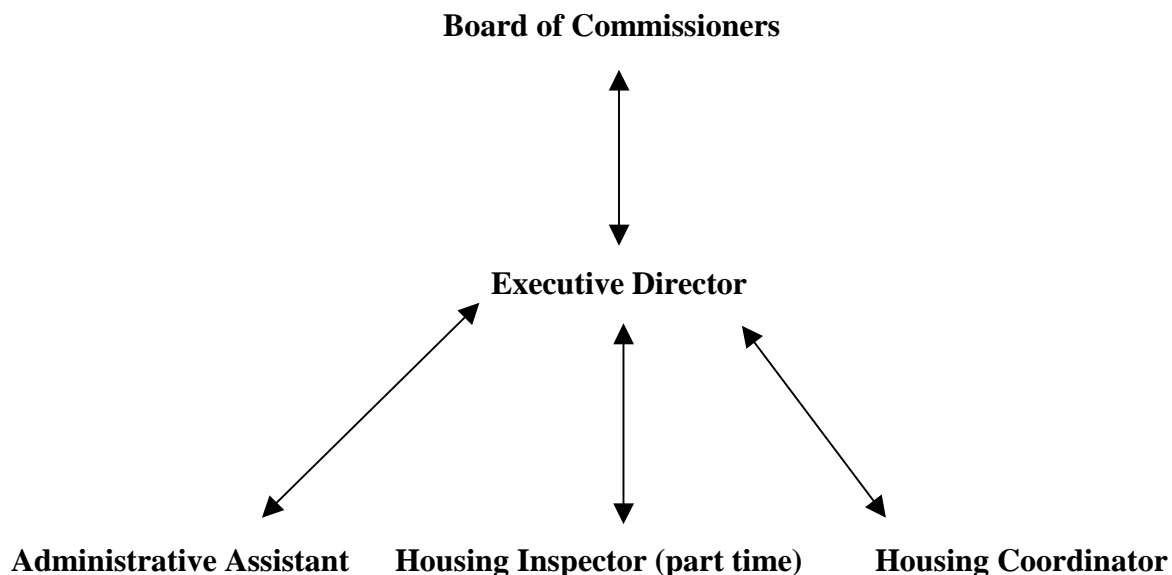 Board of Commissioners
Executive Director
Administrative Assistant
Housing Inspector (part time)
Housing Coordinator